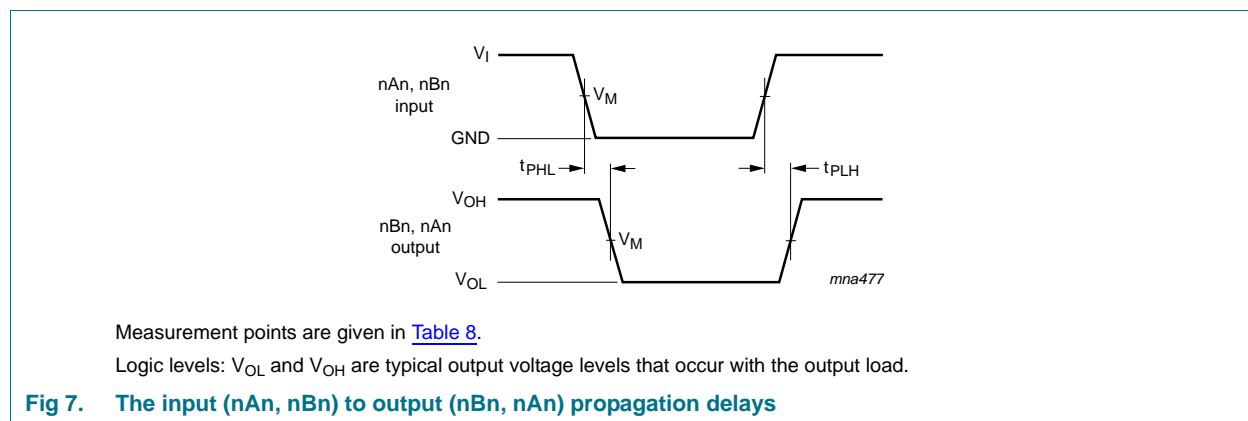 VI
nAn, nBn
input
VM
GND
tPHL
tPLH
VOH
nBn, nAn
output
VM
VOL
mna477
Measurement points are given in Table 8.
Logic levels: VOL and VOH are typical output voltage levels that occur with the output load.
Fig 7. The input (nAn, nBn) to output (nBn, nAn) propagation delays